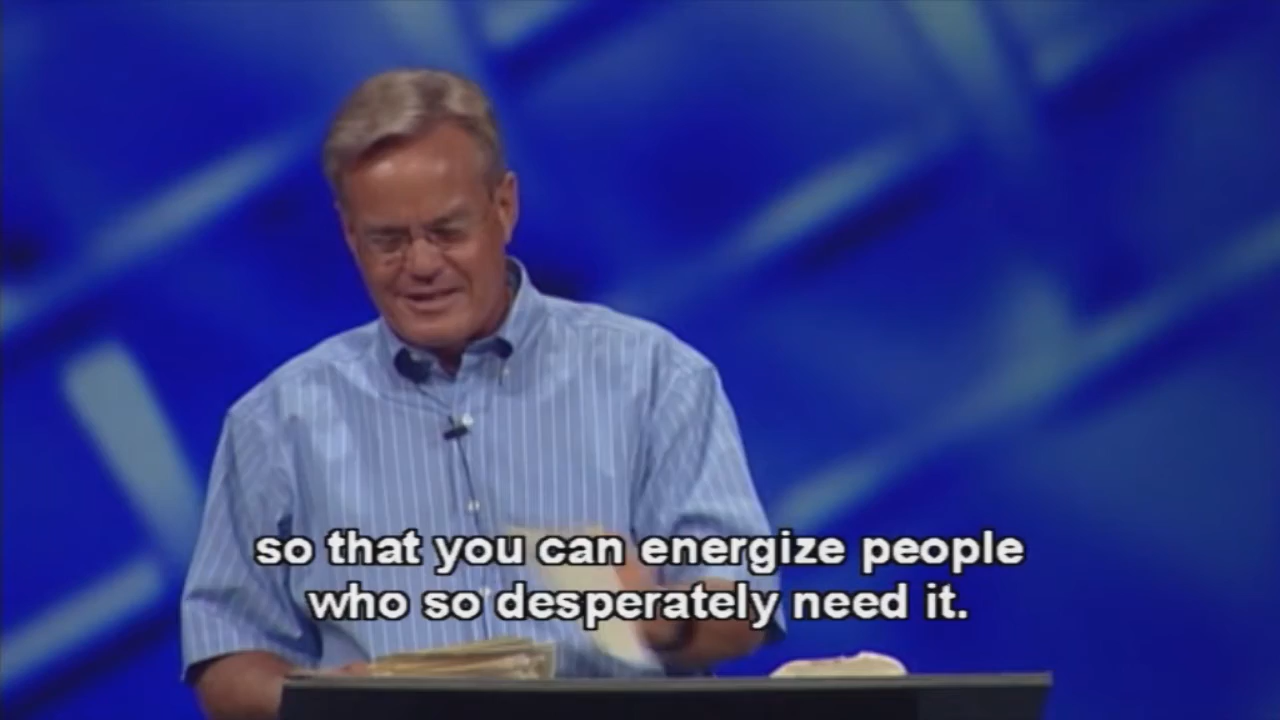 so that you can energize people
who so desperately need it.